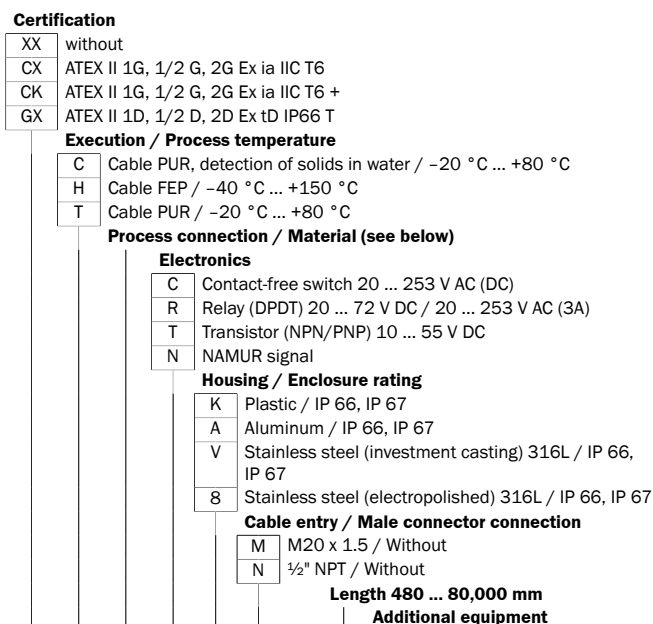 Certification
XX without
CX ATEX II 1G, 1/2 G, 2G Ex ia IIC T6
CK ATEX II 1G, 1/2 G, 2G Ex ia IIC T6 +
GX ATEX II 1D, 1/2 D, 2D Ex tD IP66 T
Execution / Process temperature
C Cable PUR, detection of solids in water / –20 °C ... +80 °C
H Cable FEP / –40 °C ... +150 °C
T Cable PUR / –20 °C ... +80 °C
Process connection / Material (see below)
Electronics
C Contact-free switch 20 ... 253 V AC (DC)
R Relay (DPDT) 20 ... 72 V DC / 20 ... 253 V AC (3A)
T Transistor (NPN/PNP) 10 ... 55 V DC
N NAMUR signal
Housing / Enclosure rating
K Plastic / IP 66, IP 67
A Aluminum / IP 66, IP 67
V Stainless steel (investment casting) 316L / IP 66,
IP 67
8 Stainless steel (electropolished) 316L / IP 66, IP 67
Cable entry / Male connector connection
M M20 x 1.5 / Without
N ½" NPT / Without
Length 480 ... 80,000 mm
Additional equipment